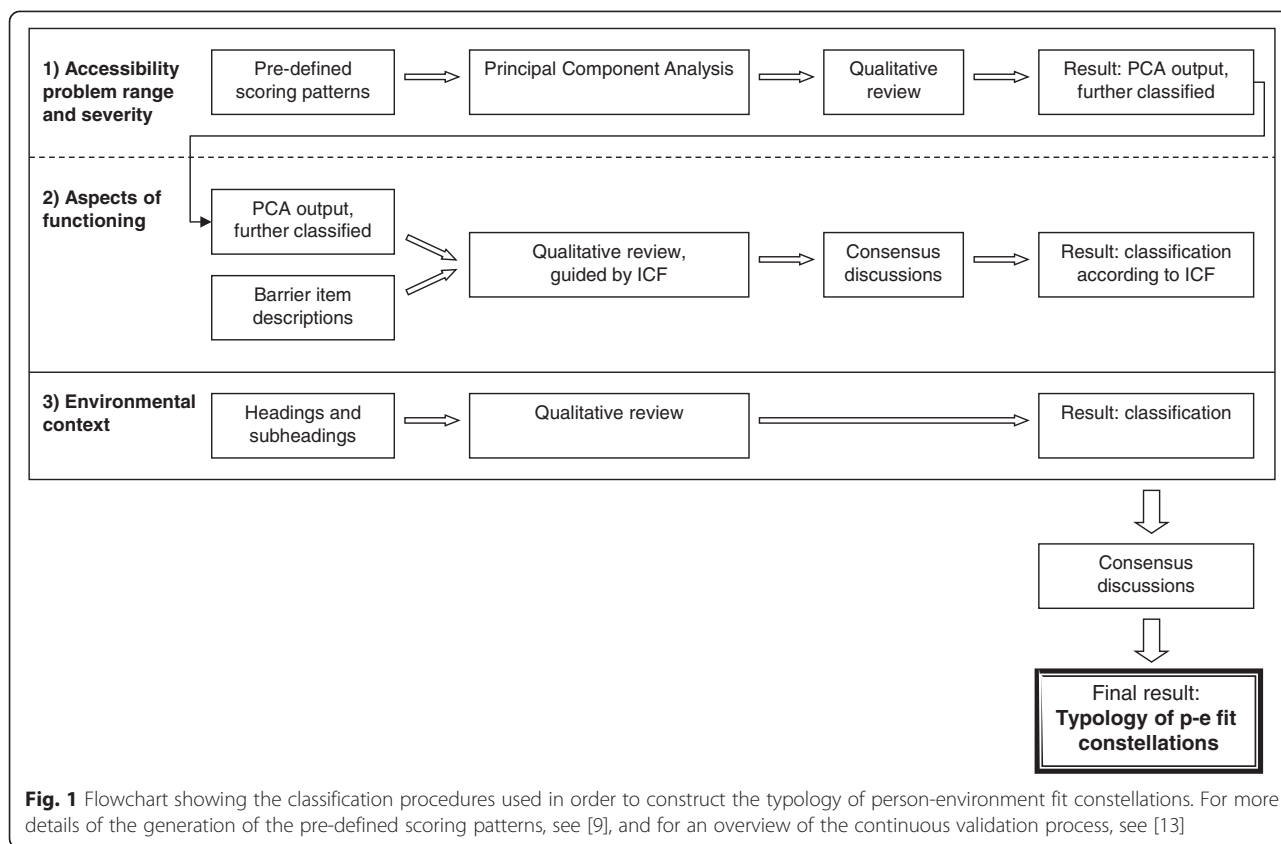 1) Accessibility
problem range
and severity
Pre-defined
scoring patterns
Principal Component Analysis
Qualitative
review
Result: PCA output,
further classified
2) Aspects of
functioning
PCA output,
further classified
Barrier item
descriptions
Qualitative review,
guided by ICF
Consensus
discussions
Result: classification
according to ICF
3) Environmental
context
Headings and
subheadings
Qualitative review
Result: classification
Consensus
discussions
Final result:
Typology of p-e fit
constellations
Fig. 1 Flowchart showing the classification procedures used in order to construct the typology of person-environment fit constellations. For more
details of the generation of the pre-defined scoring patterns, see [9], and for an overview of the continuous validation process, see [13]